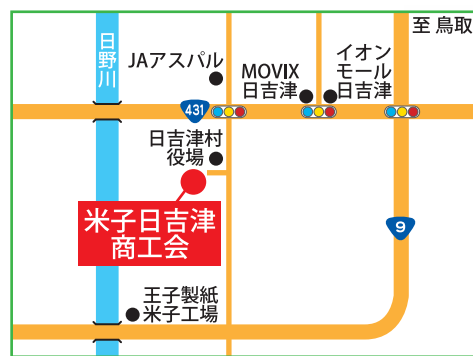 至 鳥取
日野川
JAアスパル
MOVIX
日吉津
イオン
モール
日吉津
431
日吉津村
役場
米子日吉津
商工会
9
王子製紙
米子工場